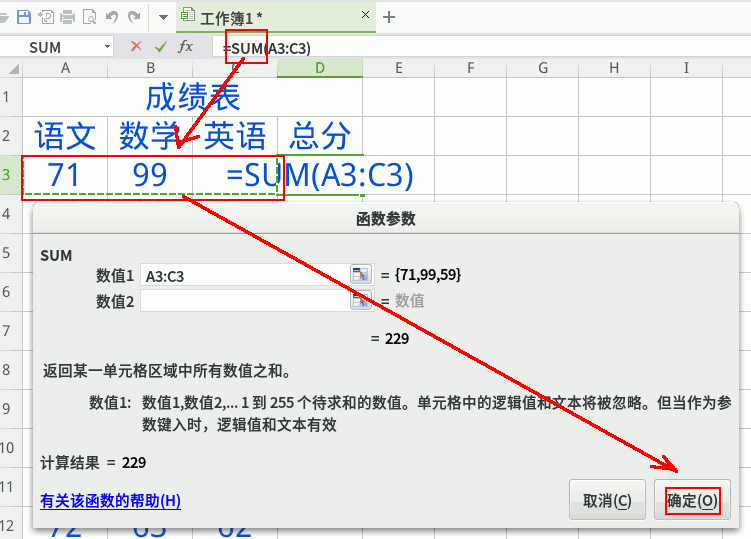 工作簿1 *
SUM fx =SUM(A3:C3)
A B C D E F G H I
1 成绩表
2 语文 数学 英语 总分
3 71 99 =SUM(A3:C3)
4
函数参数
5
SUM
数值1 A3:C3 = {71,99,59}
6 数值2 = 数值
7 = 229
8 返回某一单元格区域中所有数值之和。
9 数值1: 数值1,数值2,... 1 到 255 个待求和的数值。单元格中的逻辑值和文本将被忽略。但当作为参
数键入时，逻辑值和文本有效
10 计算结果 = 229
11 有关该函数的帮助(H) 取消(C) 确定(O)
12 72 63 62